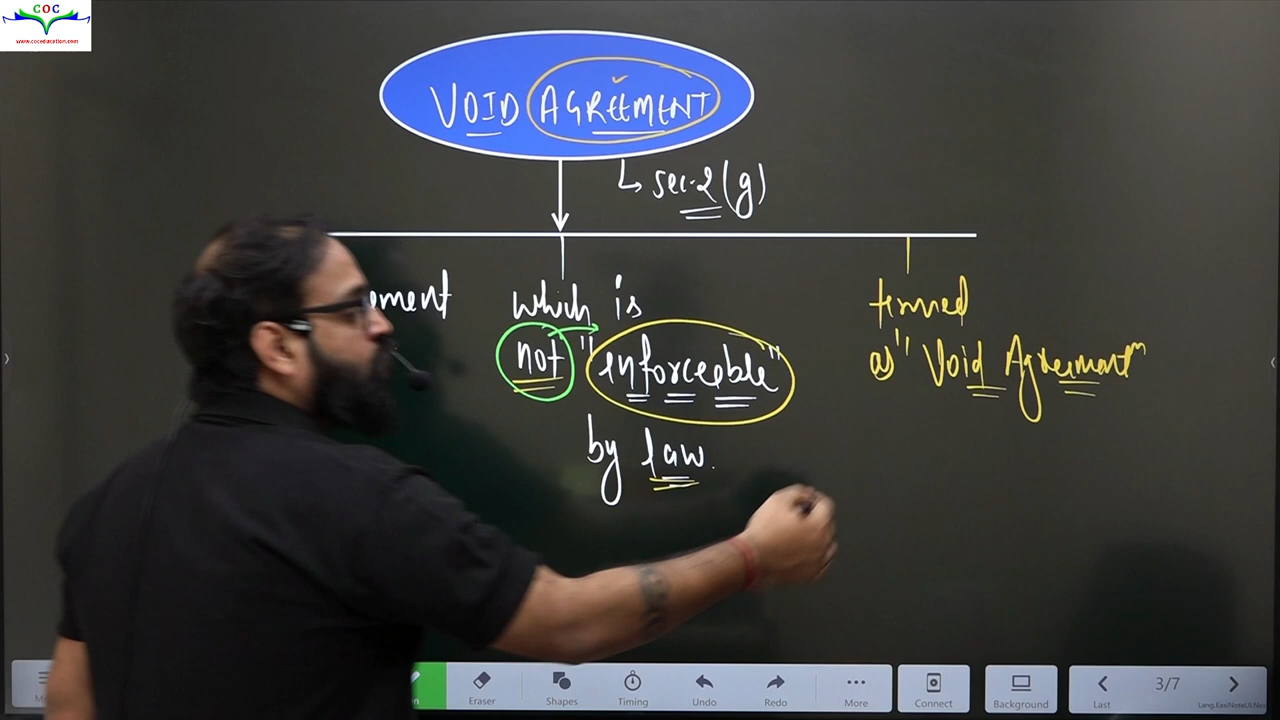 COC
www.coceducation.com
VOID AGREEMENT
↳ sec-2(g)
ement
which is
not "enforceable"
by law.
termed
as "Void Agreement"
Eraser
Shapes
Timing
Undo
Redo
More
Connect
Background
Last
3/7